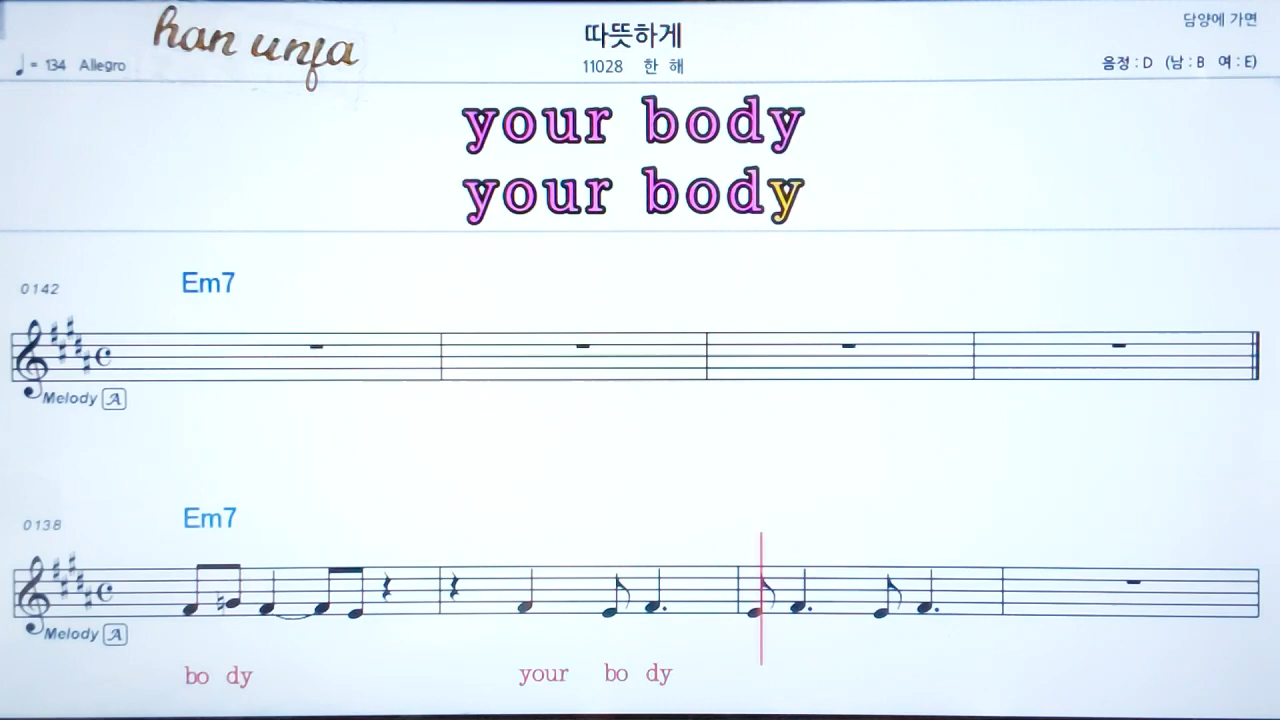 han unja
따뜻하게
담양에 가면
♩= 134 Allegro
11028 한 해
음정 : D (남 : B 여 : E)
your body
your body
0142
Em7
Melody A
0138
Em7
Melody A
bo dy your bo dy